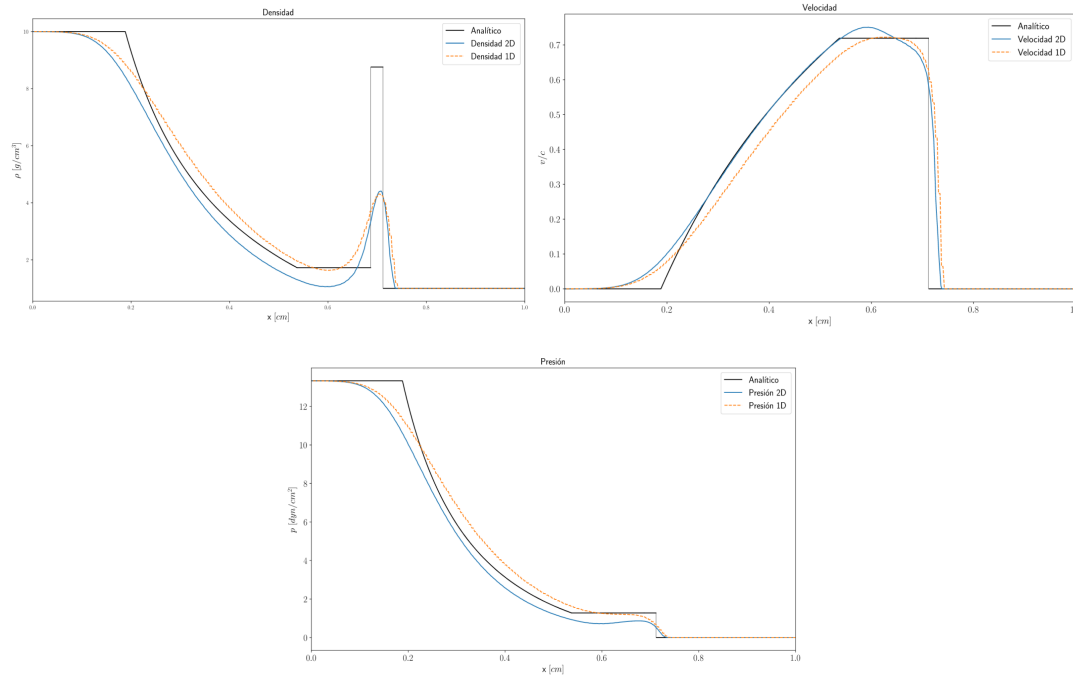 Densidad
Analítico
Densidad 2D
Densidad 1D
10
8
6
4
2
ρ [g/cm³]
0.0 0.2 0.4 0.6 0.8 1.0
x [cm]
Velocidad
Analítico
Velocidad 2D
Velocidad 1D
0.7
0.6
0.5
0.4
0.3
0.2
0.1
0.0
v/c
0.0 0.2 0.4 0.6 0.8 1
x [cm]
Presión
Analítico
Presión 2D
Presión 1D
12
10
8
6
4
2
0
p [dyn/cm²]
0.0 0.2 0.4 0.6 0.8 1.0
x [cm]